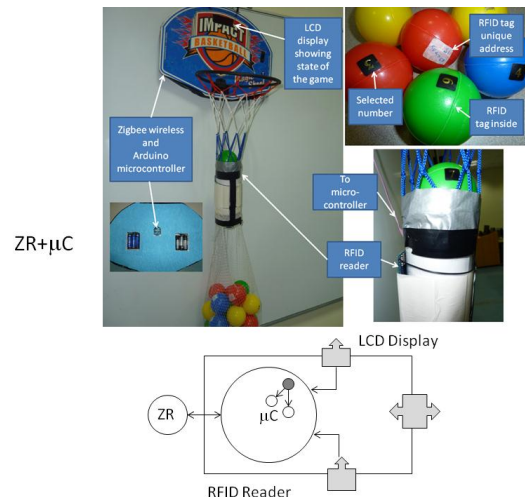 IMPACT
BASKETBALL
LCD
display
showing
state of
the game
RFID tag
unique
address
Selected
number
RFID
tag inside
Zigbee wireless
and
Arduino
microcontroller
To
micro-
controller
RFID
reader
ZR+μC
LCD Display
ZR
μC
RFID Reader